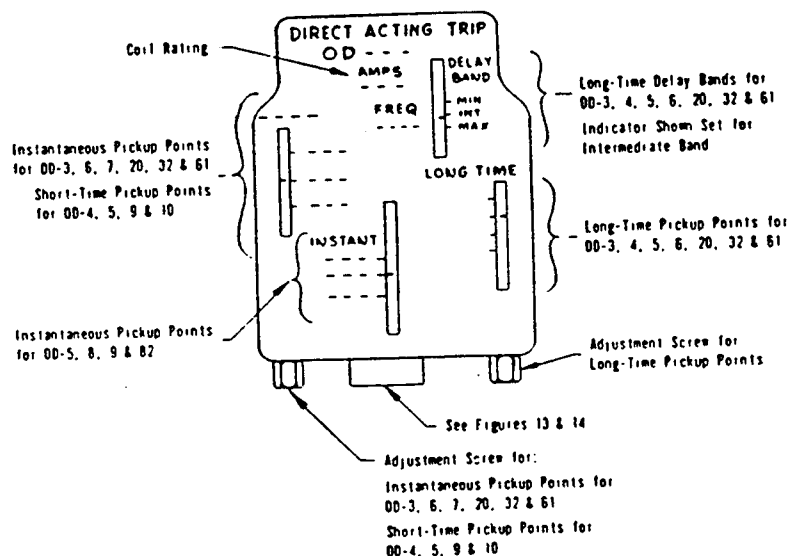 DIRECT ACTING TRIP
OD ----
AMPS
FREQ
DELAY
BAND
MIN
INT
MAX
LONG TIME
INSTANT
Coil Rating
Instantaneous Pickup Points
for OD-3, 6, 7, 20, 32 & 61
Short-Time Pickup Points
for OD-4, 5, 9 & 10
Instantaneous Pickup Points
for OD-5, 8, 9 & 82
Long-Time Delay Bands for
OD-3, 4, 5, 6, 20, 32 & 61
Indicator Shown Set for
Intermediate Band
Long-Time Pickup Points for
OD-3, 4, 5, 6, 20, 32 & 61
Adjustment Screw for
Long-Time Pickup Points
See Figures 13 & 14
Adjustment Screw for:
Instantaneous Pickup Points for
OD-3, 6, 7, 20, 32 & 61
Short-Time Pickup Points for
OD-4, 5, 9 & 10